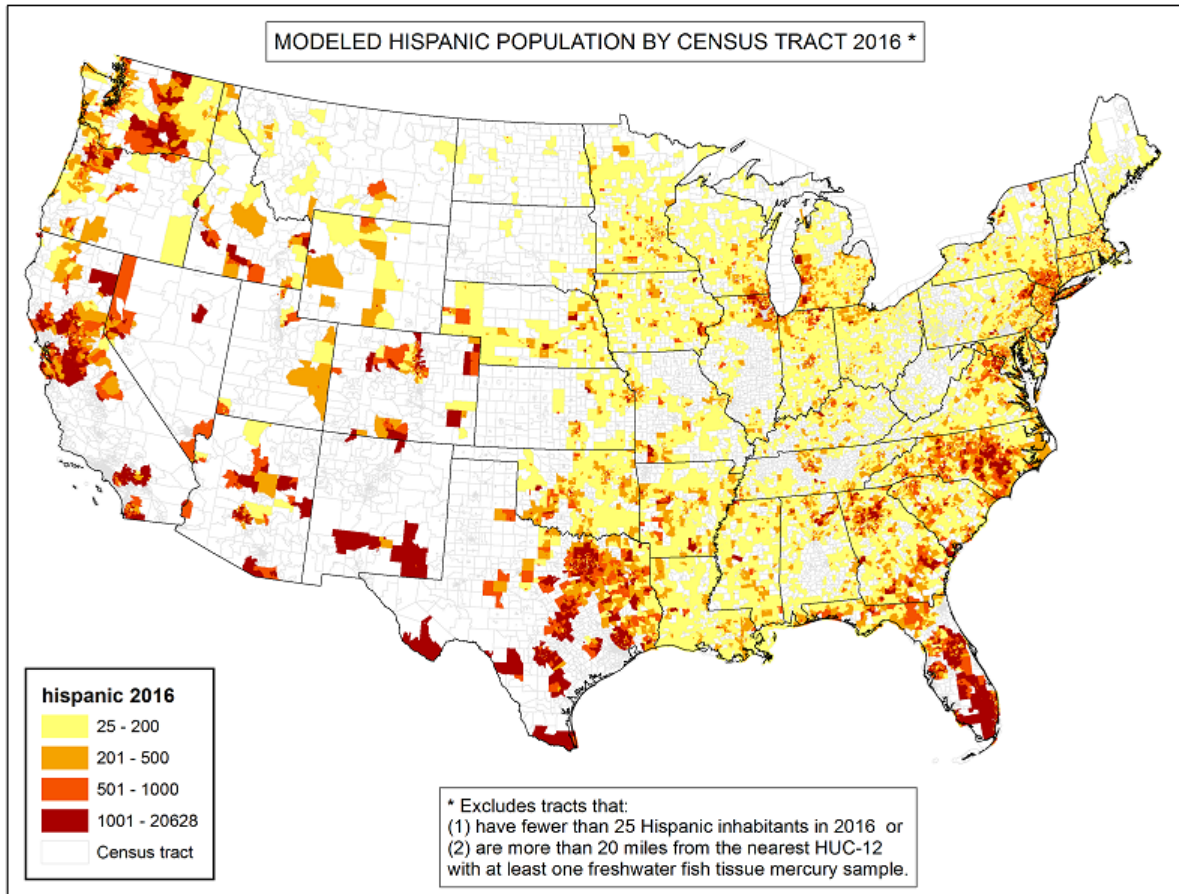 MODELED HISPANIC POPULATION BY CENSUS TRACT 2016 *
hispanic 2016
25 - 200
201 - 500
501 - 1000
1001 - 20628
Census tract
* Excludes tracts that:
(1) have fewer than 25 Hispanic inhabitants in 2016 or
(2) are more than 20 miles from the nearest HUC-12
with at least one freshwater fish tissue mercury sample.